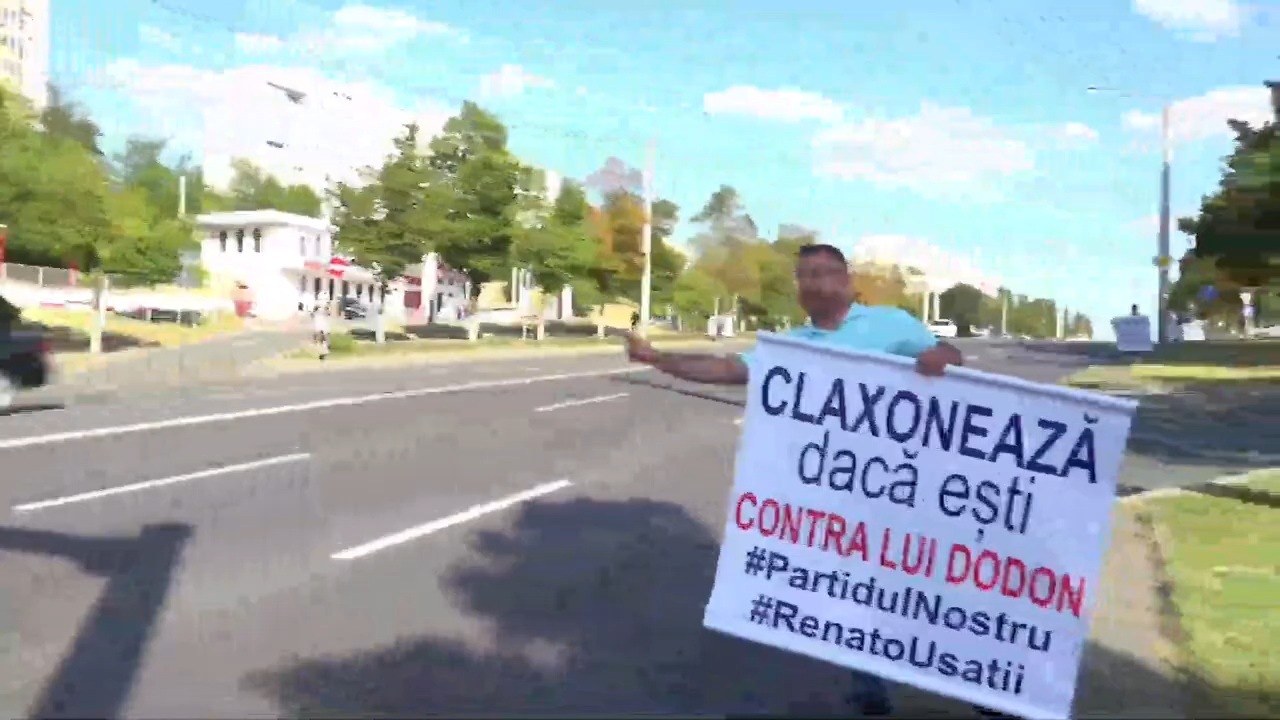 CLAXONEAZĂ
dacă ești
CONTRA LUI DODON
#PartidulNostru
#RenatoUsatii